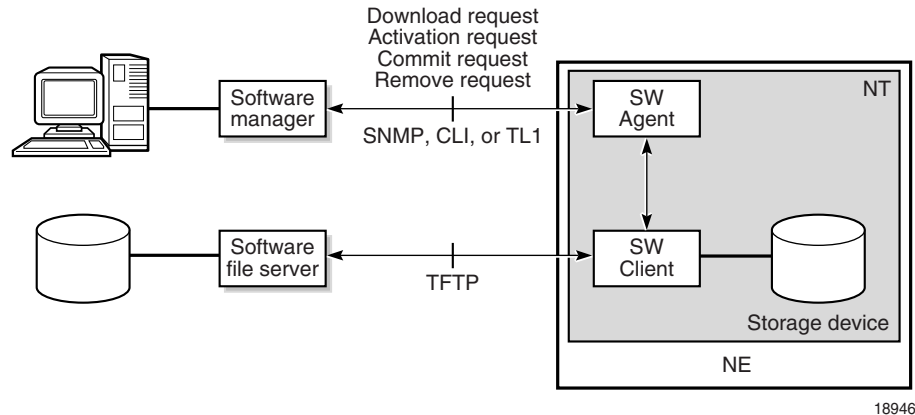 Download request
Activation request
Commit request
Remove request
Software
manager
SNMP, CLI, or TL1
SW
Agent
NT
Software
file server
TFTP
SW
Client
Storage device
NE
18946